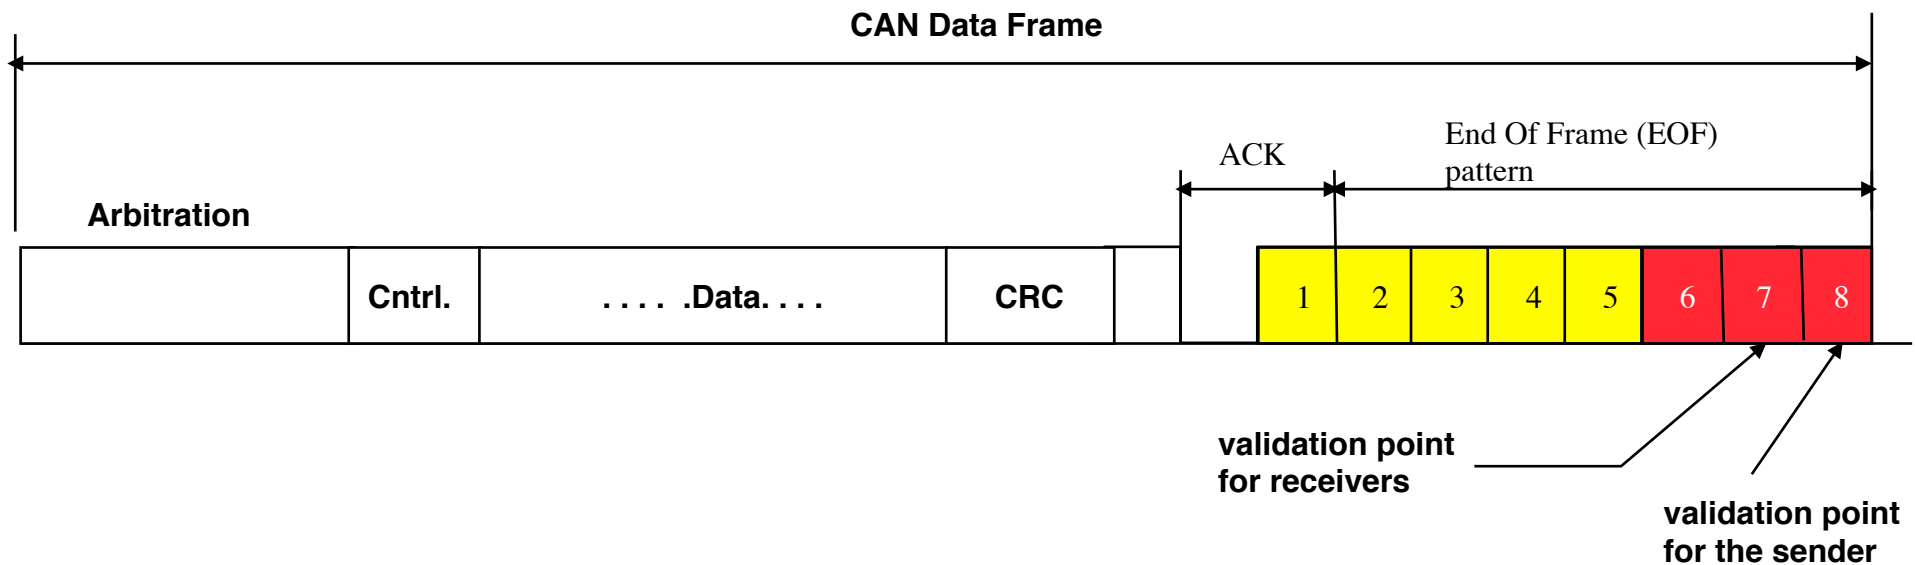 CAN Data Frame
End Of Frame (EOF)
pattern
ACK
Arbitration
Cntrl.
. . . . .Data. . . .
CRC
1 2 3 4 5 6 7 8
validation point
for receivers
validation point
for the sender